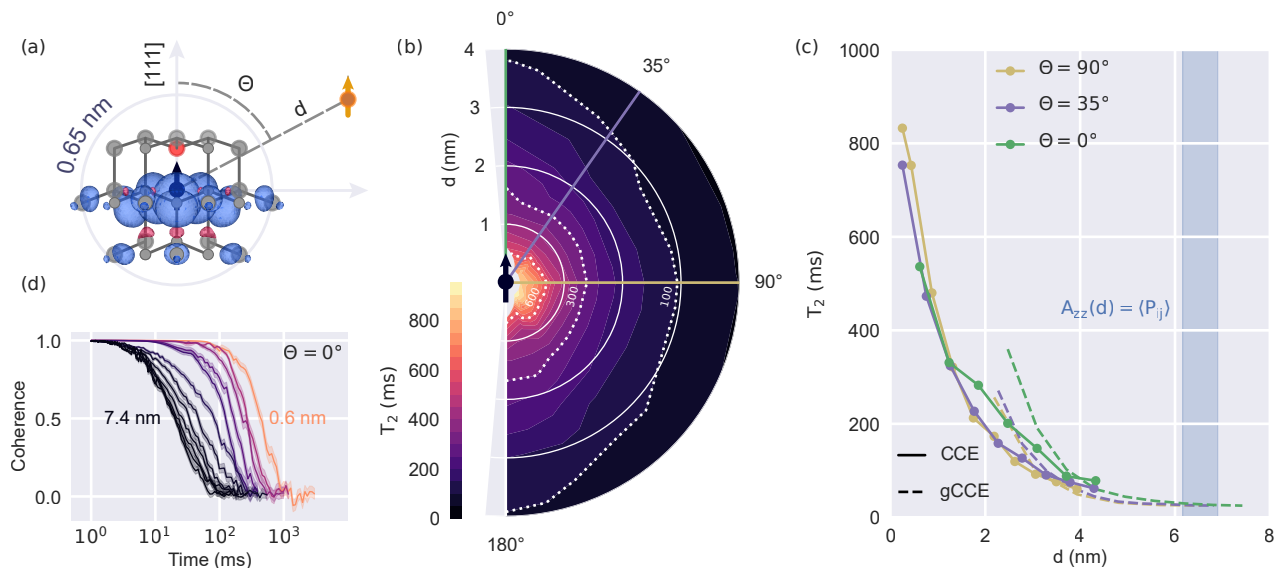 (a)
[111]
Θ
d
0.65 nm
(b)
0°
35°
90°
180°
4
3
2
1
d (nm)
600
300
100
800
600
400
200
0
T₂ (ms)
(c)
1000
800
600
400
200
0
T₂ (ms)
Θ = 90°
Θ = 35°
Θ = 0°
A_zz(d) = ⟨P_ij⟩
CCE
gCCE
0
2
4
6
8
d (nm)
(d)
Θ = 0°
7.4 nm
0.6 nm
1.0
0.5
0.0
Coherence
10⁰
10¹
10²
10³
Time (ms)